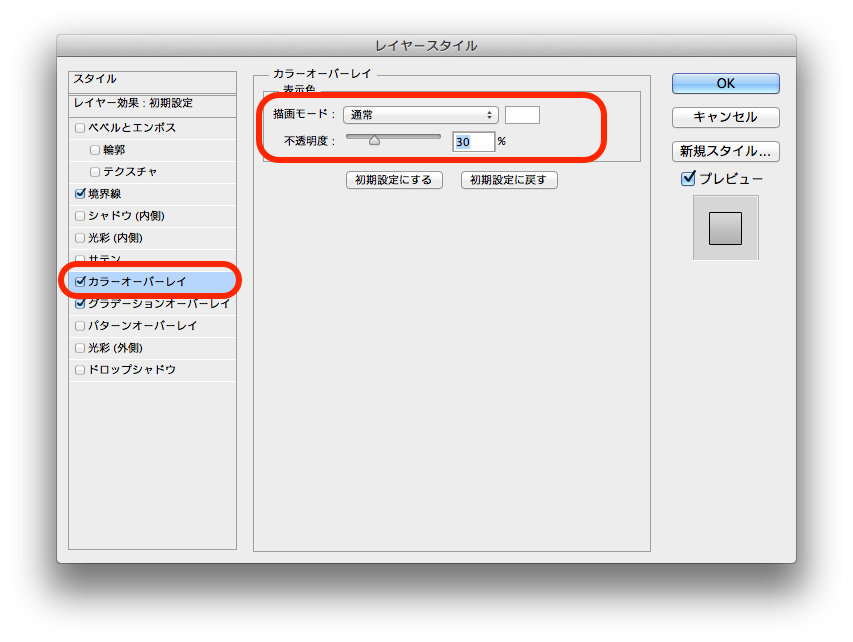 レイヤースタイル
スタイル
レイヤー効果 : 初期設定
ベベルとエンボス
輪郭
テクスチャ
境界線
シャドウ (内側)
光彩 (内側)
サテン
カラーオーバーレイ
グラデーションオーバーレイ
パターンオーバーレイ
光彩 (外側)
ドロップシャドウ
カラーオーバーレイ
表示色
描画モード : 通常
不透明度 : 30 %
初期設定にする 初期設定に戻す
OK
キャンセル
新規スタイル...
プレビュー